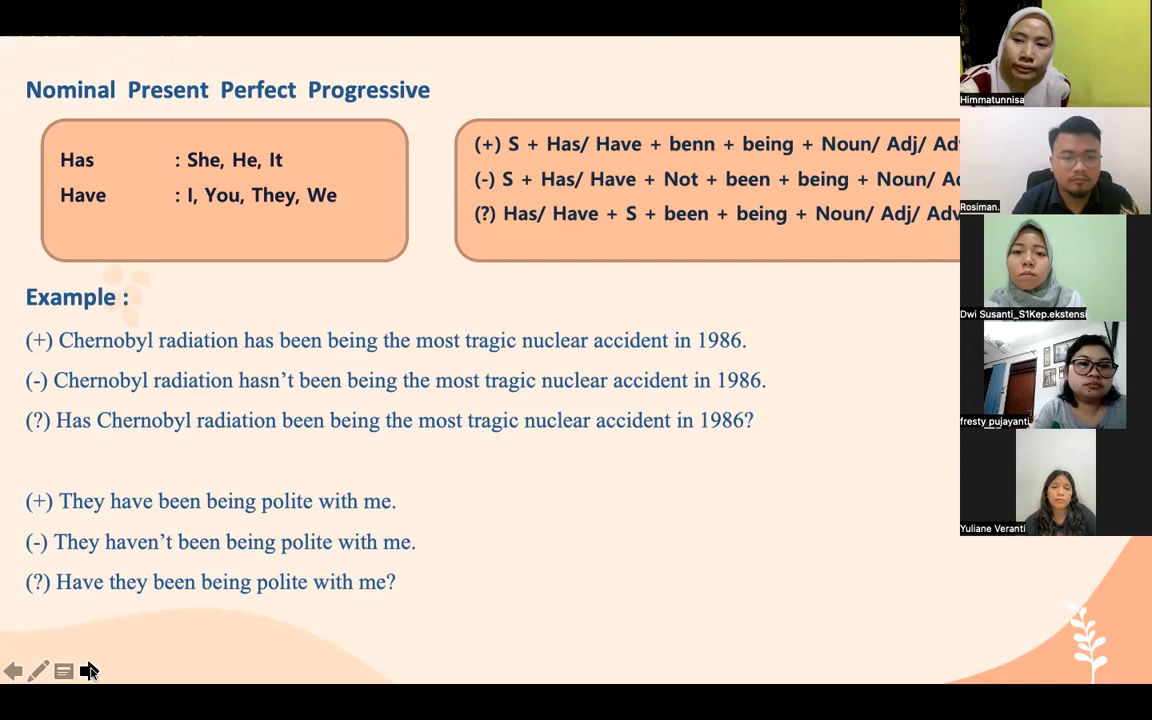 Nominal Present Perfect Progressive
Has : She, He, It
Have : I, You, They, We
(+) S + Has/ Have + benn + being + Noun/ Adj/ Adv
(-) S + Has/ Have + Not + been + being + Noun/ Ad
(?) Has/ Have + S + been + being + Noun/ Adj/ Adv
Example :
(+) Chernobyl radiation has been being the most tragic nuclear accident in 1986.
(-) Chernobyl radiation hasn’t been being the most tragic nuclear accident in 1986.
(?) Has Chernobyl radiation been being the most tragic nuclear accident in 1986?
(+) They have been being polite with me.
(-) They haven’t been being polite with me.
(?) Have they been being polite with me?
Himmatunnisa
Rosiman.
Dwi Susanti_S1Kep.ekstensi
fresty pujayanti
Yuliane Veranti